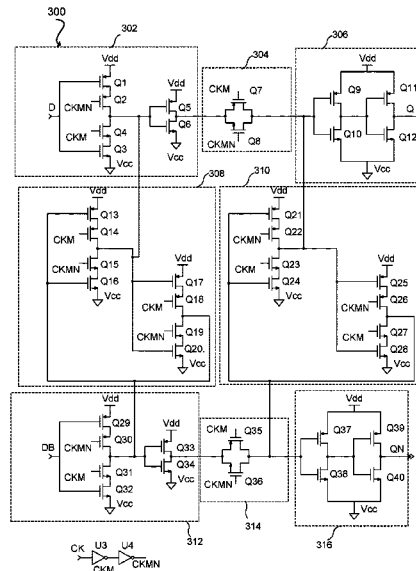 300
302
304
306
308
310
Vdd
Q1
Q2
D
CKMN
CKM
Q4
Q3
Vcc
Q5
Q6
Vdd
CKM
Q7
CKMN
Q8
Vdd
Q9
Q10
Q11
Q
Q12
Vcc
Vdd
Q13
Q14
CKM
CKMN
Q15
Q16
Vcc
Vdd
Q17
CKM
Q18
CKMN
Q19
Q20
Vcc
Vdd
Q21
Q22
CKMN
CKM
Q23
Q24
Vcc
Vdd
Q25
CKMN
Q26
CKM
Q27
Q28
Vcc
Vdd
Q29
DB
CKMN
Q30
CKM
Q31
Q32
Vcc
Vdd
Q33
Q34
312
CKM
Q35
CKMN
Q36
314
Vdd
Q37
Q38
Q39
QN
Q40
Vcc
316
CK
U3
U4
CKM
CKMN